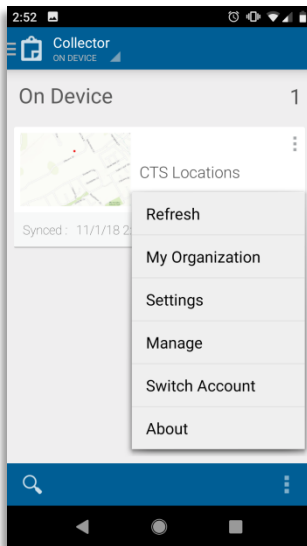 2:52
Collector
ON DEVICE
On Device 1
CTS Locations
Synced : 11/1/18 2:
Refresh
My Organization
Settings
Manage
Switch Account
About